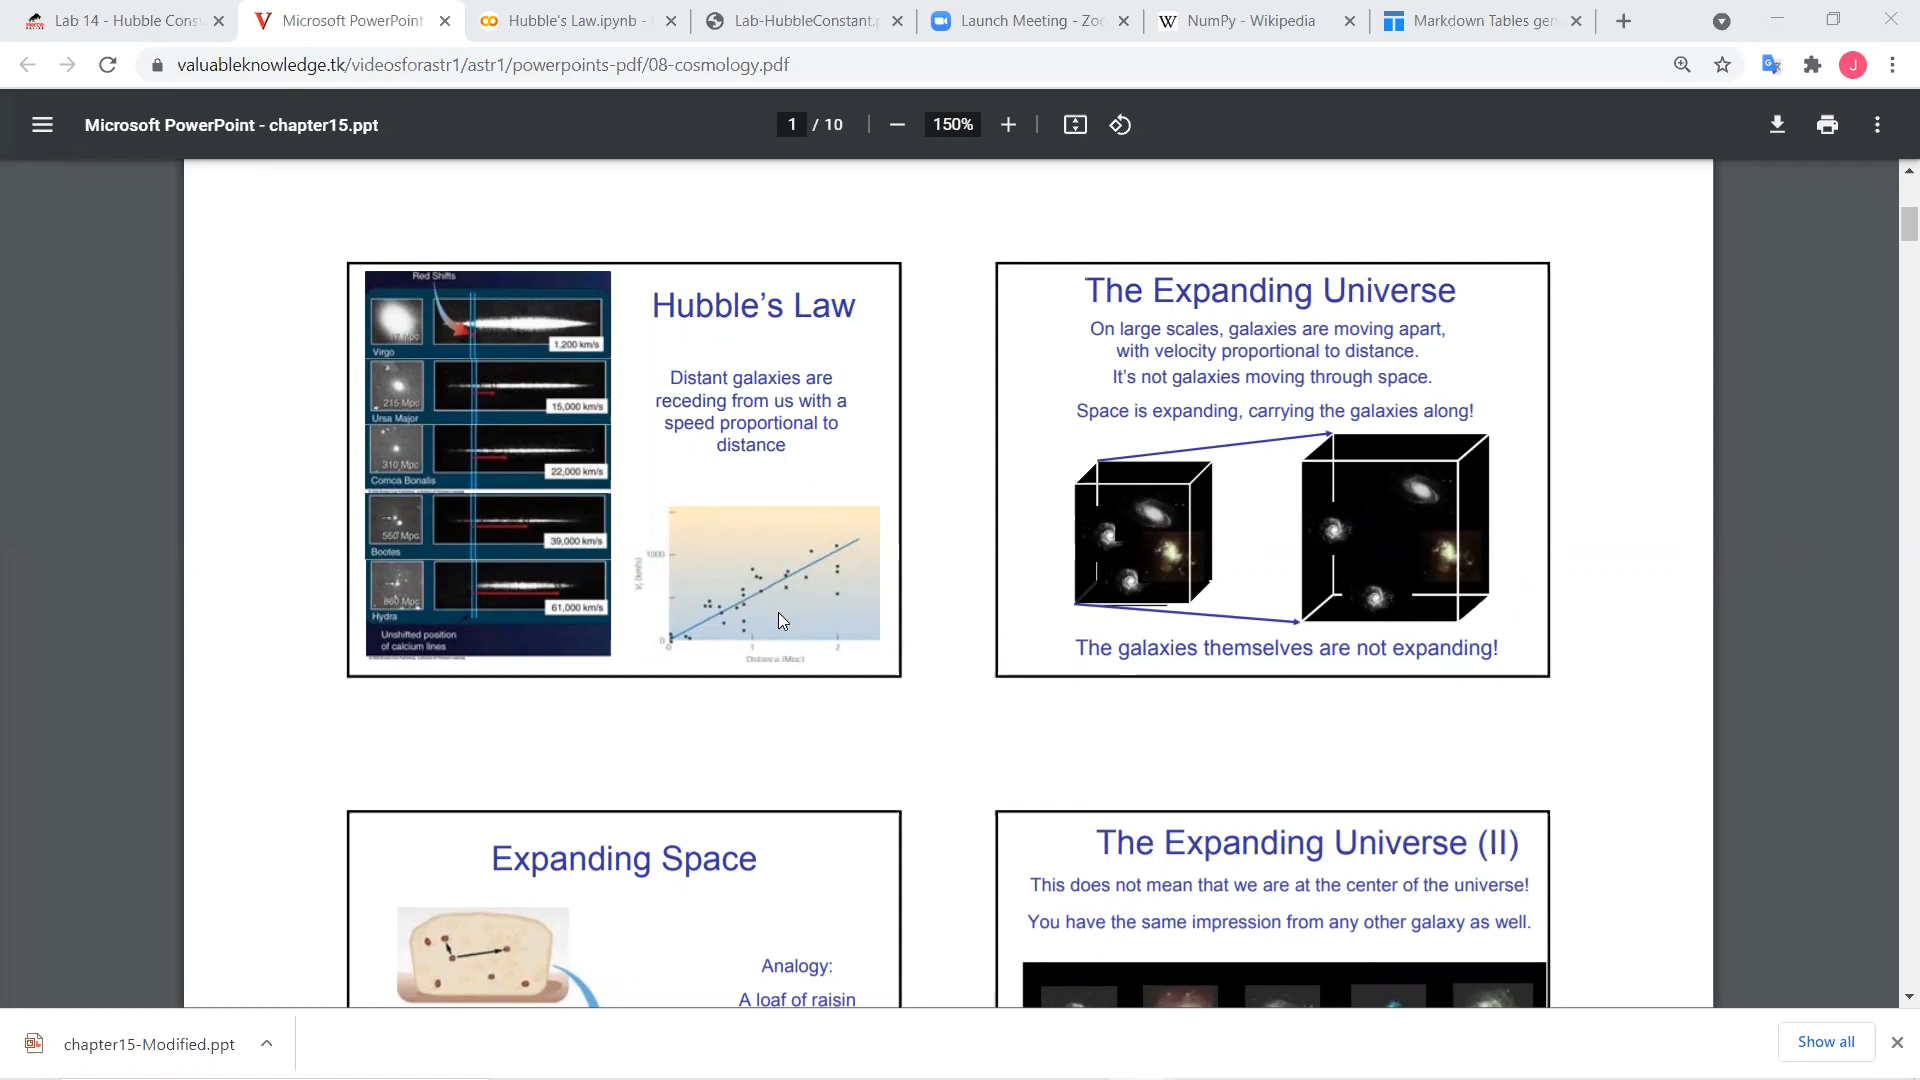 Lab 14 - Hubble Cons
Microsoft PowerPoint
Hubble's Law.ipynb -
Lab-HubbleConstant.
Launch Meeting - Zoo
W NumPy - Wikipedia
Markdown Tables gen
valuableknowledge.tk/videosforastr1/astr1/powerpoints-pdf/08-cosmology.pdf
J
Microsoft PowerPoint - chapter15.ppt
1 / 10
150%
Red Shifts
Virgo
1,200 km/s
215 Mpc
Ursa Major
15,000 km/s
310 Mpc
22,000 km/s
550 Mpc
Bootes
39,000 km/s
860 Mpc
Hydra
61,000 km/s
Unshifted position
of calcium lines
Hubble's Law
Distant galaxies are
receding from us with a
speed proportional to
distance
1000
0
0 1 2
Distance (Mpc)
The Expanding Universe
On large scales, galaxies are moving apart,
with velocity proportional to distance.
It's not galaxies moving through space.
Space is expanding, carrying the galaxies along!
The galaxies themselves are not expanding!
Expanding Space
Analogy:
A loaf of raisin
The Expanding Universe (II)
This does not mean that we are at the center of the universe!
You have the same impression from any other galaxy as well.
chapter15-Modified.ppt
Show all